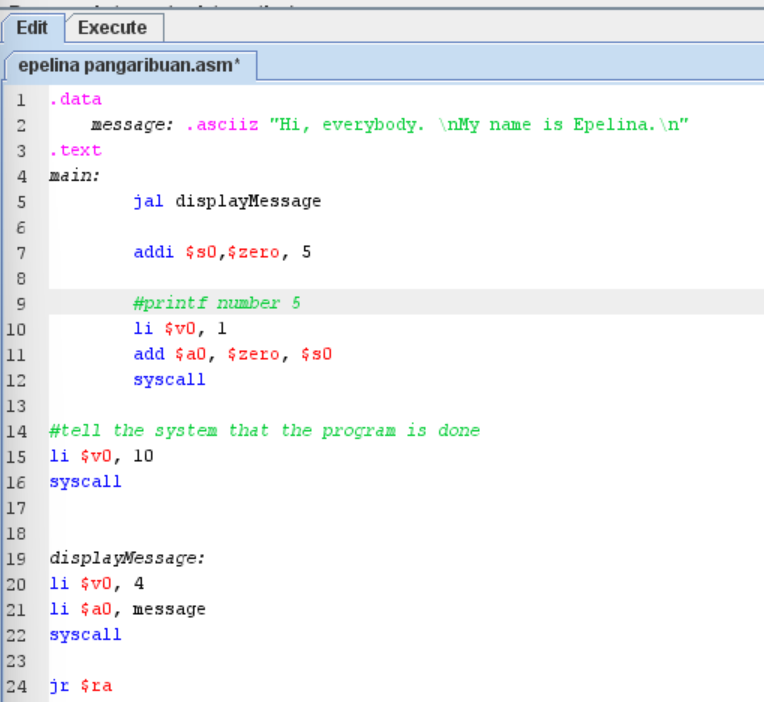 Edit Execute
epelina pangaribuan.asm*
1 .data
2 message: .asciiz "Hi, everybody. \nMy name is Epelina.\n"
3 .text
4 main:
5 jal displayMessage
6
7 addi $s0,$zero, 5
8
9 #printf number 5
10 li $v0, 1
11 add $a0, $zero, $s0
12 syscall
13
14 #tell the system that the program is done
15 li $v0, 10
16 syscall
17
18
19 displayMessage:
20 li $v0, 4
21 li $a0, message
22 syscall
23
24 jr $ra